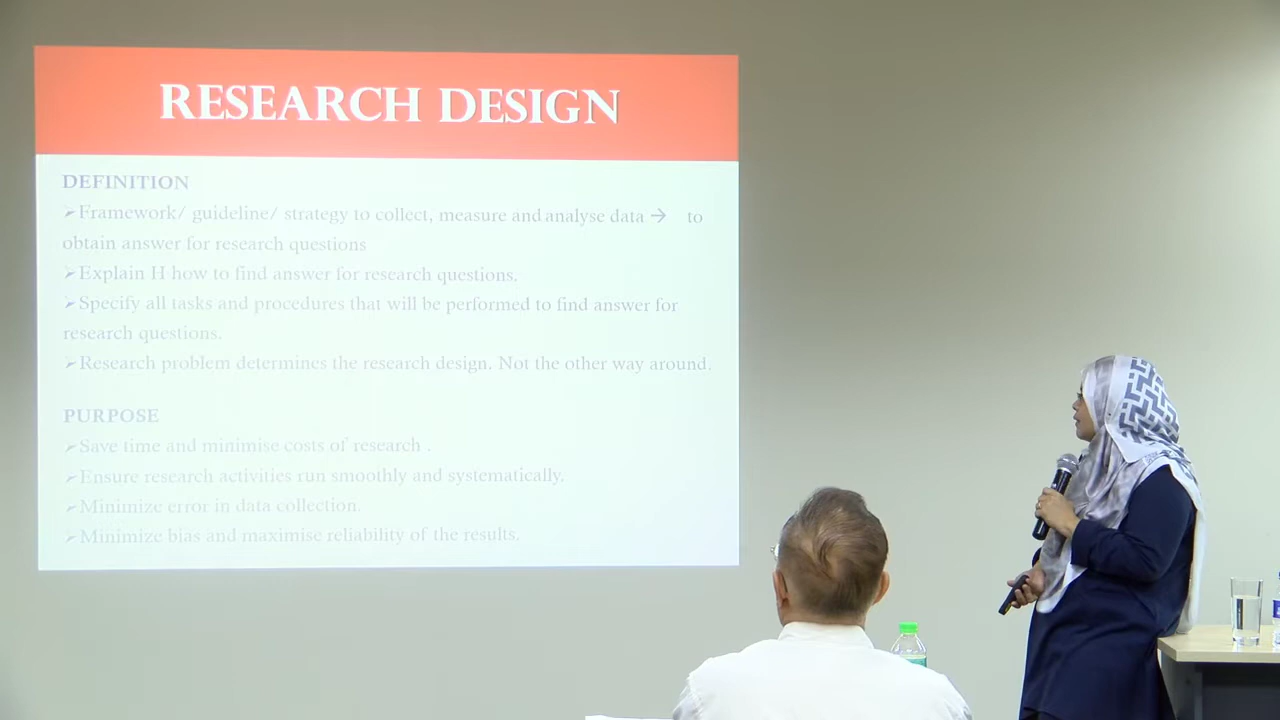 RESEARCH DESIGN
DEFINITION
➢Framework/ guideline/ strategy to collect, measure and analyse data → to
obtain answer for research questions
➢Explain H how to find answer for research questions.
➢Specify all tasks and procedures that will be performed to find answer for
research questions.
➢Research problem determines the research design. Not the other way around.
PURPOSE
➢Save time and minimise costs of research .
➢Ensure research activities run smoothly and systematically.
➢Minimize error in data collection.
➢Minimize bias and maximise reliability of the results.